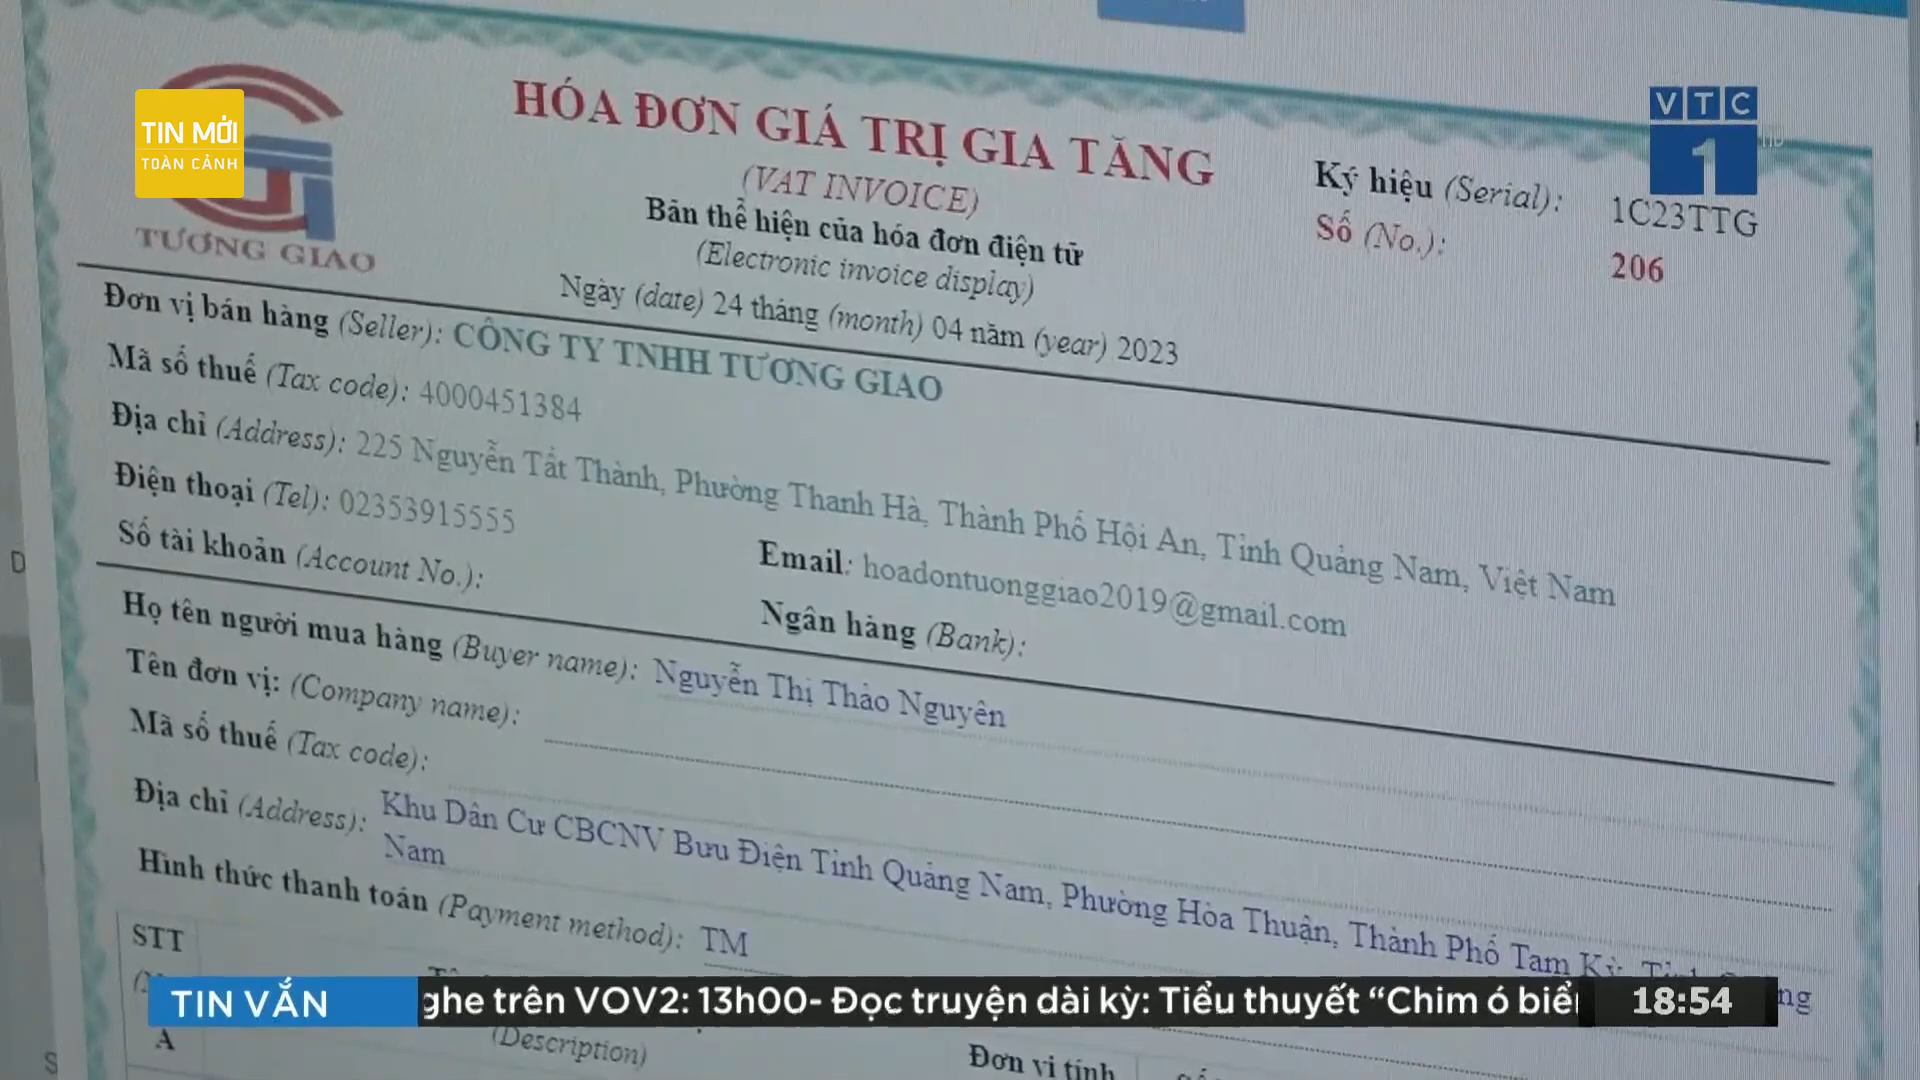 TIN MỚI
TOÀN CẢNH
VTC
1
HD
TƯƠNG GIAO
HÓA ĐƠN GIÁ TRỊ GIA TĂNG
(VAT INVOICE)
Bản thể hiện của hóa đơn điện tử
(Electronic invoice display)
Ngày (date) 24 tháng (month) 04 năm (year) 2023
Ký hiệu (Serial): 1C23TTG
Số (No.): 206
Đơn vị bán hàng (Seller): CÔNG TY TNHH TƯƠNG GIAO
Mã số thuế (Tax code): 4000451384
Địa chỉ (Address): 225 Nguyễn Tất Thành, Phường Thanh Hà, Thành Phố Hội An, Tỉnh Quảng Nam, Việt Nam
Điện thoại (Tel): 02353915555
Email: hoadontuonggiao2019@gmail.com
Số tài khoản (Account No.):
Ngân hàng (Bank):
Họ tên người mua hàng (Buyer name): Nguyễn Thị Thảo Nguyên
Tên đơn vị: (Company name):
Mã số thuế (Tax code):
Địa chỉ (Address): Khu Dân Cư CBCNV Bưu Điện Tỉnh Quảng Nam, Phường Hòa Thuận, Thành Phố Tam Kỳ, Tỉnh
Nam
Hình thức thanh toán (Payment method): TM
STT
A
(Description)
Đơn vị tính
TIN VẮN
ghe trên VOV2: 13h00- Đọc truyện dài kỳ: Tiểu thuyết “Chim ó biể
18:54